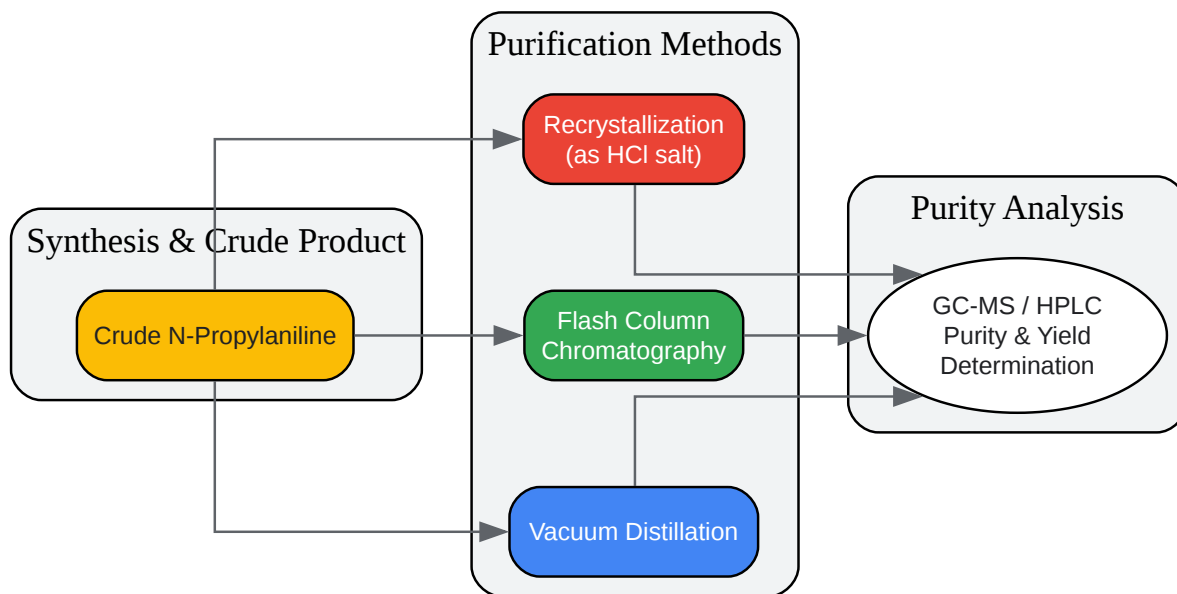 Synthesis & Crude Product
Crude N-Propylaniline
Purification Methods
Recrystallization
(as HCl salt)
Flash Column
Chromatography
Vacuum Distillation
Purity Analysis
GC-MS / HPLC
Purity & Yield
Determination